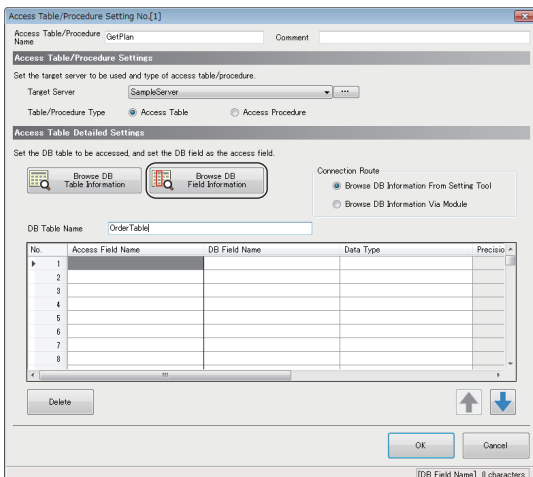 Access Table/Procedure Setting No.[1]
Access Table/Procedure Name GetPlan Comment
Access Table/Procedure Settings
Set the target server to be used and type of access table/procedure.
Target Server SampleServer ...
Table/Procedure Type Access Table Access Procedure
Access Table Detailed Settings
Set the DB table to be accessed, and set the DB field as the access field.
Browse DB Table Information
Browse DB Field Information
Connection Route
Browse DB Information From Setting Tool
Browse DB Information Via Module
DB Table Name OrderTable
No. Access Field Name DB Field Name Data Type Precisio
1
2
3
4
5
6
7
8
Delete
OK Cancel
[DB Field Name] 0 characters